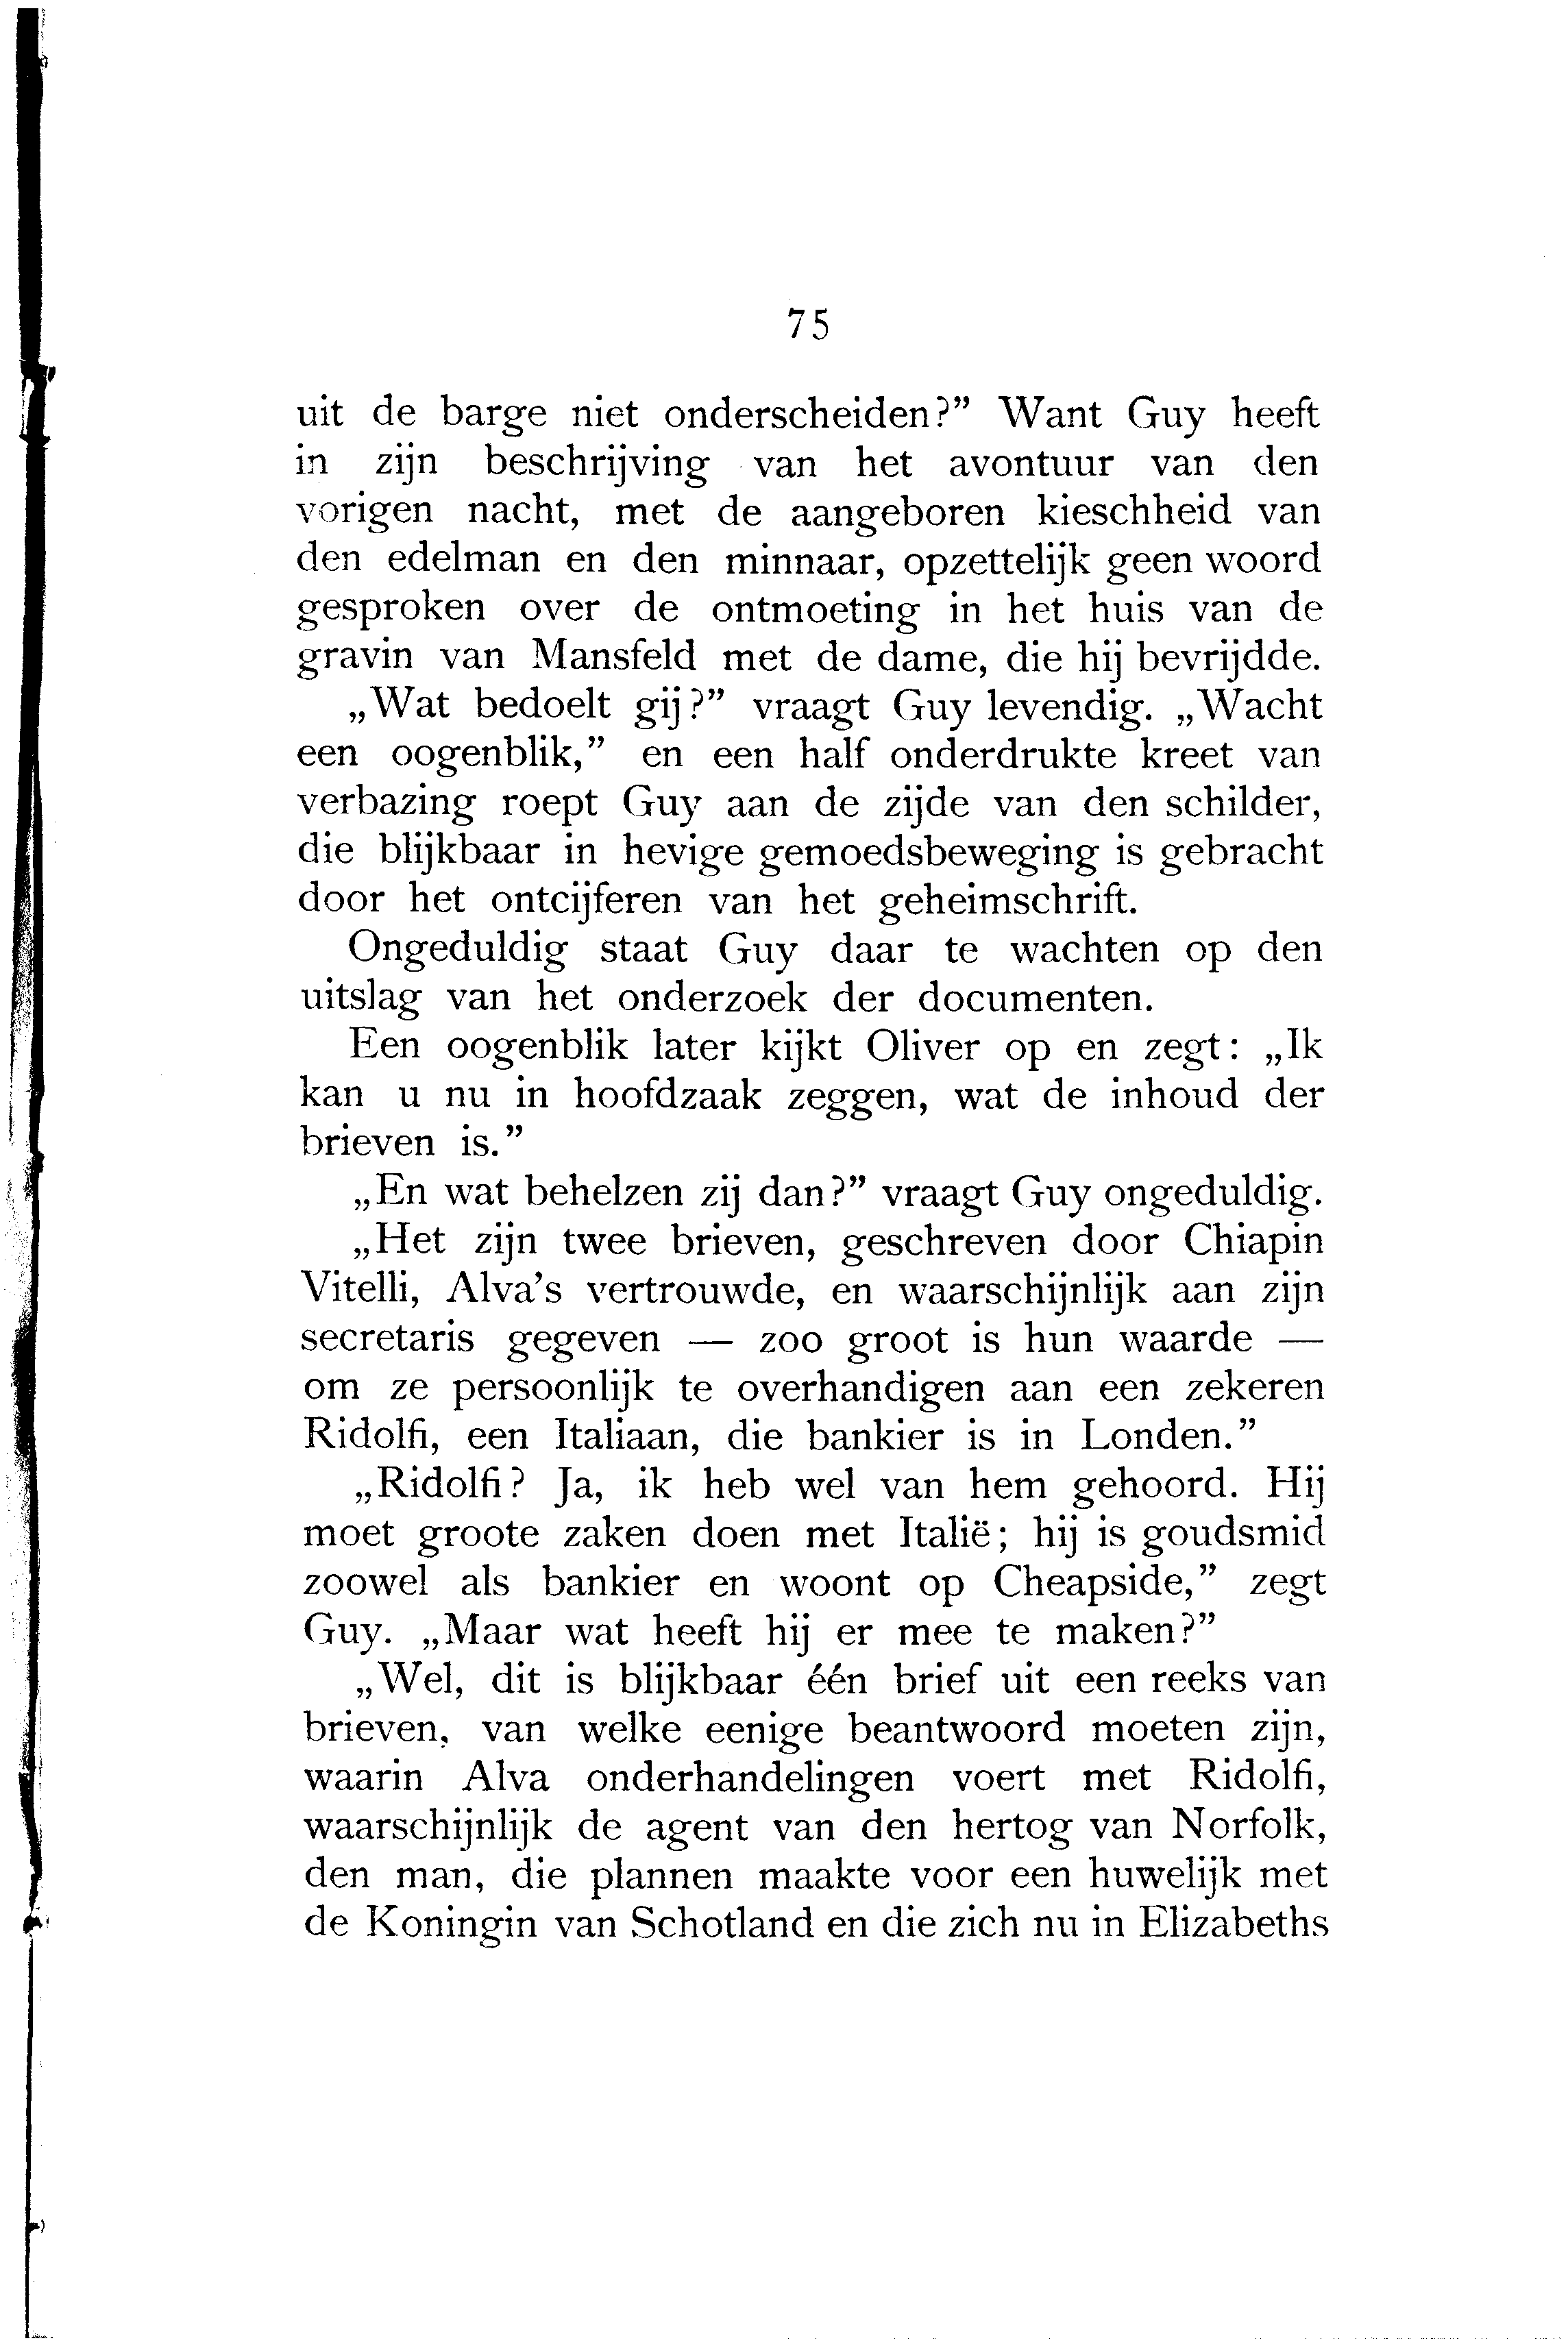 75
uit de barge niet onderscheiden?” Want Guy heeft
in zijn beschrijving van het avontuur van den
vorigen nacht, met de aangeboren kieschheid van
den edelman en den minnaar, opzettelijk geen woord
gesproken over de ontmoeting in het huis van de
gravin van Mansfeld met de dame, die hij bevrijdde.
„Wat bedoelt gij?” vraagt Guy levendig. „Wacht
een oogenblik,” en een half onderdrukte kreet van
verbazing roept Guy aan de zijde van den schilder,
die blijkbaar in hevige gemoedsbeweging is gebracht
door het ontcijferen van het geheimschrift.
Ongeduldig staat Guy daar te wachten op den
uitslag van het onderzoek der documenten.
Een oogenblik later kijkt Oliver op en zegt: „Ik
kan u nu in hoofdzaak zeggen, wat de inhoud der
brieven is.”
„En wat behelzen zij dan?” vraagt Guy ongeduldig.
„Het zijn twee brieven, geschreven door Chiapin
Vitelli, Alva’s vertrouwde, en waarschijnlijk aan zijn
secretaris gegeven — zoo groot is hun waarde —
om ze persoonlijk te overhandigen aan een zekeren
Ridolfi, een Italiaan, die bankier is in Londen.”
„Ridolfi? Ja, ik heb wel van hem gehoord. Hij
moet groote zaken doen met Italië; hij is goudsmid
zoowel als bankier en woont op Cheapside,” zegt
Guy. „Maar wat heeft hij er mee te maken?”
„Wel, dit is blijkbaar één brief uit een reeks van
brieven, van welke eenige beantwoord moeten zijn,
waarin Alva onderhandelingen voert met Ridolfi,
waarschijnlijk de agent van den hertog van Norfolk,
den man, die plannen maakte voor een huwelijk met
de Koningin van Schotland en die zich nu in Elizabeths